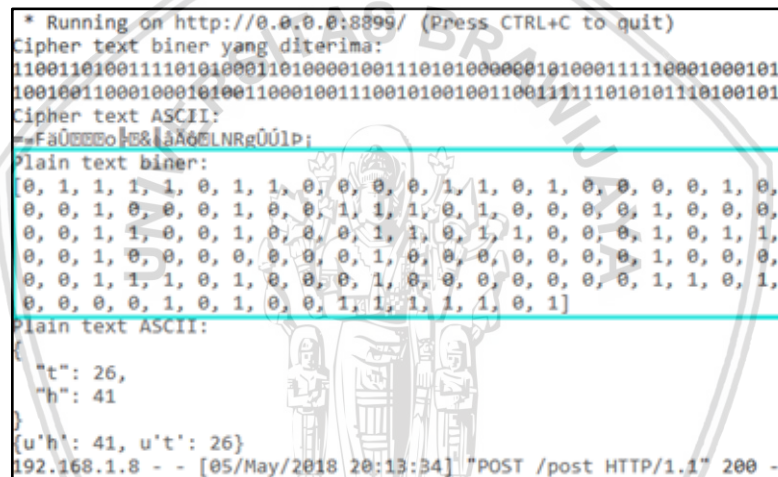 * Running on http://0.0.0.0:8899/ (Press CTRL+C to quit)
Cipher text biner yang diterima:
1100110100111101010001101000010011101010000000101000111110001000101
1001001100010001010011000100111001010010011001111111010101110100101
Cipher text ASCII:
Plain text biner:
[0, 1, 1, 1, 1, 0, 1, 1, 0, 0, 0, 0, 1, 1, 0, 1, 0, 0, 0, 0, 1, 0,
0, 0, 1, 0, 0, 0, 1, 0, 0, 1, 1, 1, 0, 1, 0, 0, 0, 0, 1, 0, 0, 0,
0, 0, 1, 1, 0, 0, 1, 0, 0, 0, 1, 1, 0, 1, 1, 0, 0, 0, 1, 0, 1, 1,
0, 0, 1, 0, 0, 0, 0, 0, 0, 0, 1, 0, 0, 0, 0, 0, 0, 0, 1, 0, 0, 0,
0, 0, 1, 1, 1, 0, 1, 0, 0, 0, 1, 0, 0, 0, 0, 0, 0, 0, 1, 1, 0, 1,
0, 0, 0, 0, 1, 0, 1, 0, 0, 1, 1, 1, 1, 1, 0, 1]
Plain text ASCII:
{
"t": 26,
"h": 41
}
{u'h': 41, u't': 26}
192.168.1.8 - - [05/May/2018 20:13:34] "POST /post HTTP/1.1" 200 -
UNIVERSITAS BRAWIJAYA